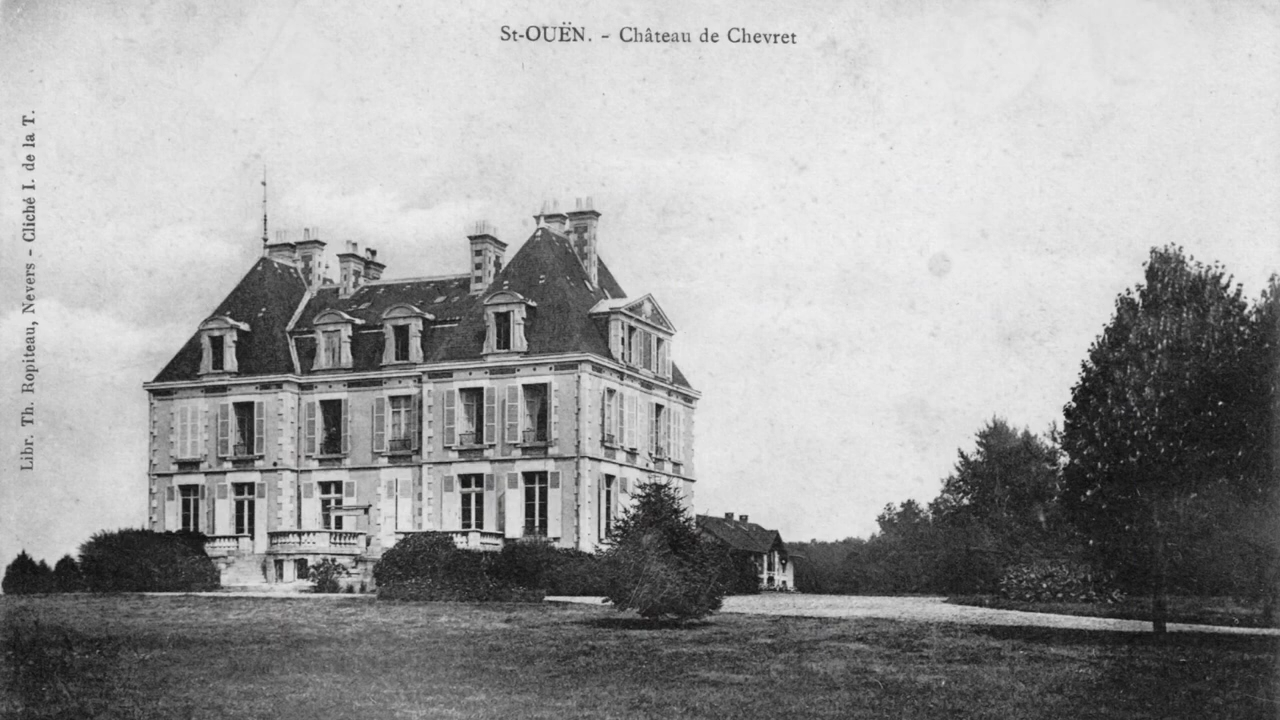 St-OUËN. - Château de Chevret
Libr. Th. Ropiteau, Nevers - Cliché I. de la T.